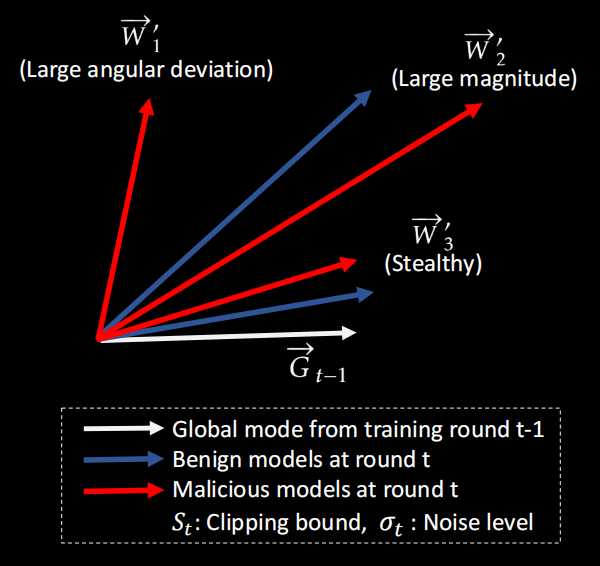 W⃗′₁
(Large angular deviation)
W⃗′₂
(Large magnitude)
W⃗′₃
(Stealthy)
G⃗ₜ₋₁
Global mode from training round t-1
Benign models at round t
Malicious models at round t
Sₜ: Clipping bound, σₜ : Noise level